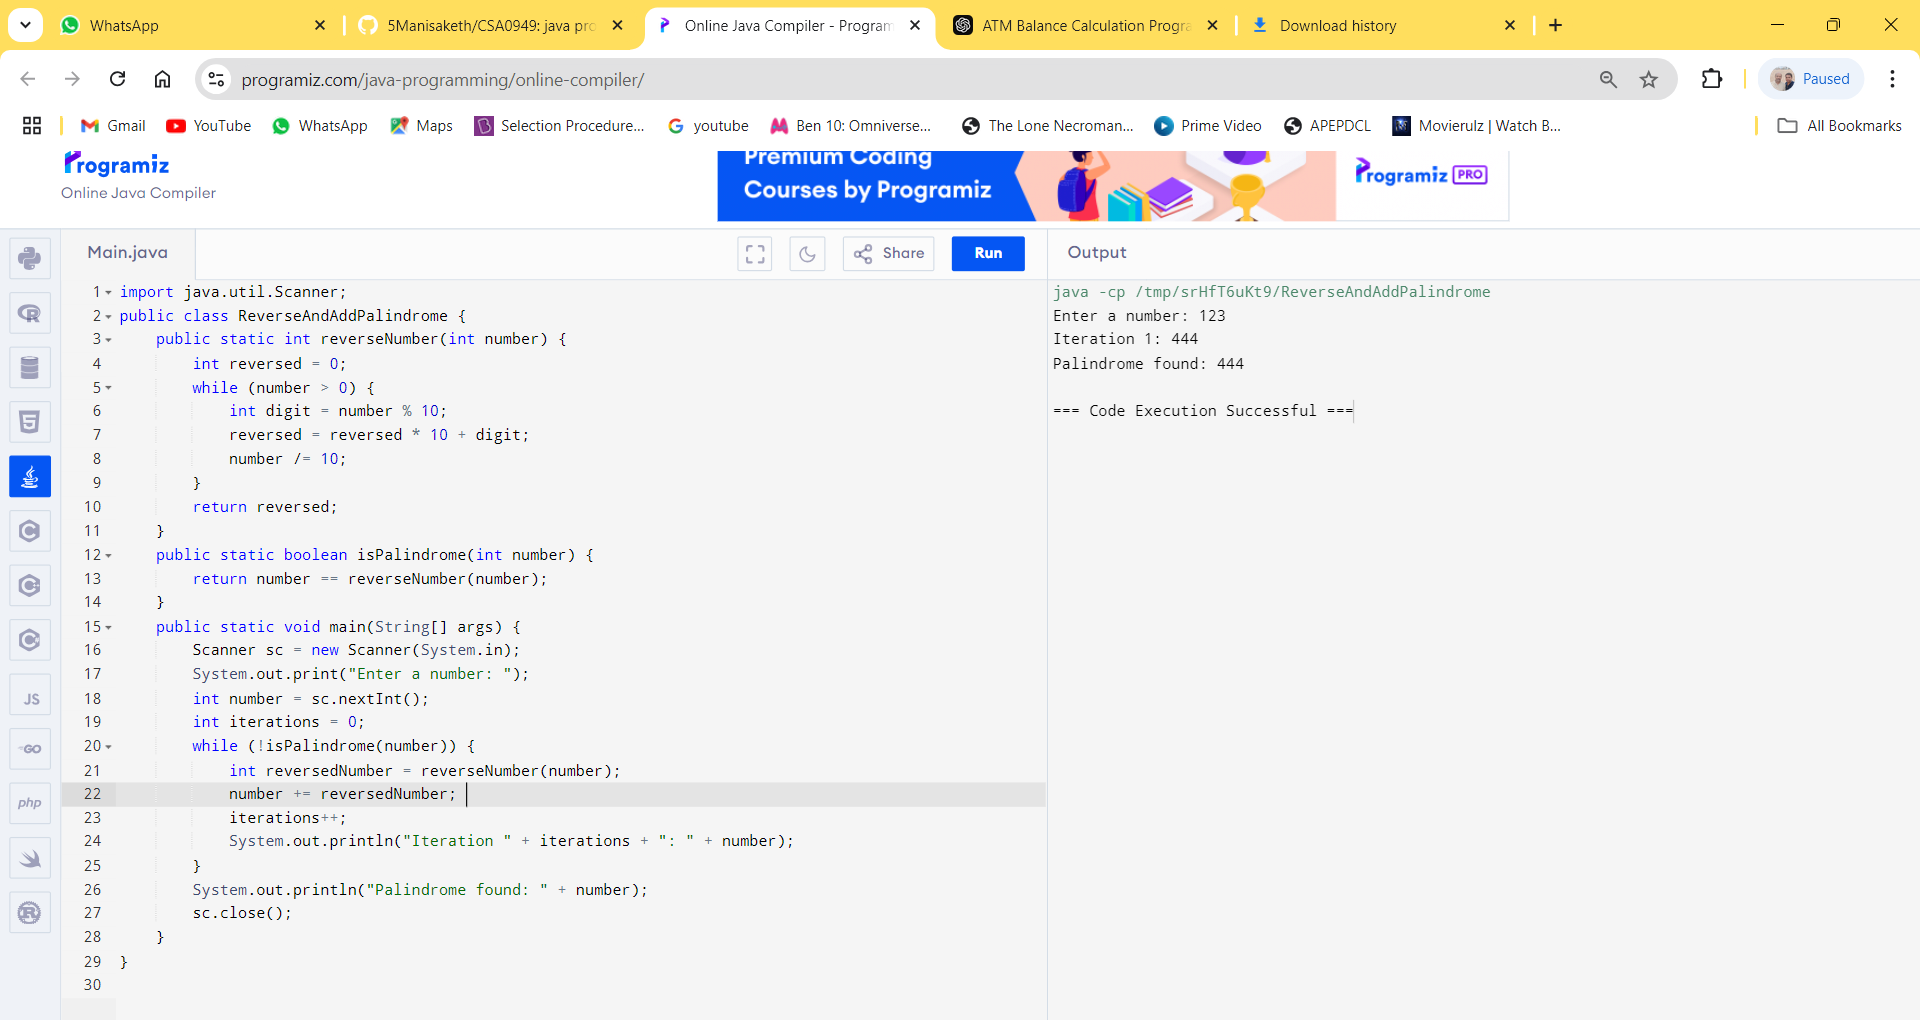 WhatsApp
5Manisaketh/CSA0949: java pro
Online Java Compiler - Program
ATM Balance Calculation Progra
Download history
programiz.com/java-programming/online-compiler/
Paused
Gmail
YouTube
WhatsApp
Maps
Selection Procedure...
youtube
Ben 10: Omniverse...
The Lone Necroman...
Prime Video
APEPDCL
Movierulz | Watch B...
All Bookmarks
Programiz
Online Java Compiler
Premium Coding
Courses by Programiz
Programiz PRO
Main.java
Share
Run
Output
1 import java.util.Scanner;
2 public class ReverseAndAddPalindrome {
3 public static int reverseNumber(int number) {
4 int reversed = 0;
5 while (number > 0) {
6 int digit = number % 10;
7 reversed = reversed * 10 + digit;
8 number /= 10;
9 }
10 return reversed;
11 }
12 public static boolean isPalindrome(int number) {
13 return number == reverseNumber(number);
14 }
15 public static void main(String[] args) {
16 Scanner sc = new Scanner(System.in);
17 System.out.print("Enter a number: ");
18 int number = sc.nextInt();
19 int iterations = 0;
20 while (!isPalindrome(number)) {
21 int reversedNumber = reverseNumber(number);
22 number += reversedNumber;
23 iterations++;
24 System.out.println("Iteration " + iterations + ": " + number);
25 }
26 System.out.println("Palindrome found: " + number);
27 sc.close();
28 }
29 }
30
java -cp /tmp/srHfT6uKt9/ReverseAndAddPalindrome
Enter a number: 123
Iteration 1: 444
Palindrome found: 444
=== Code Execution Successful ===
JS
GO
php